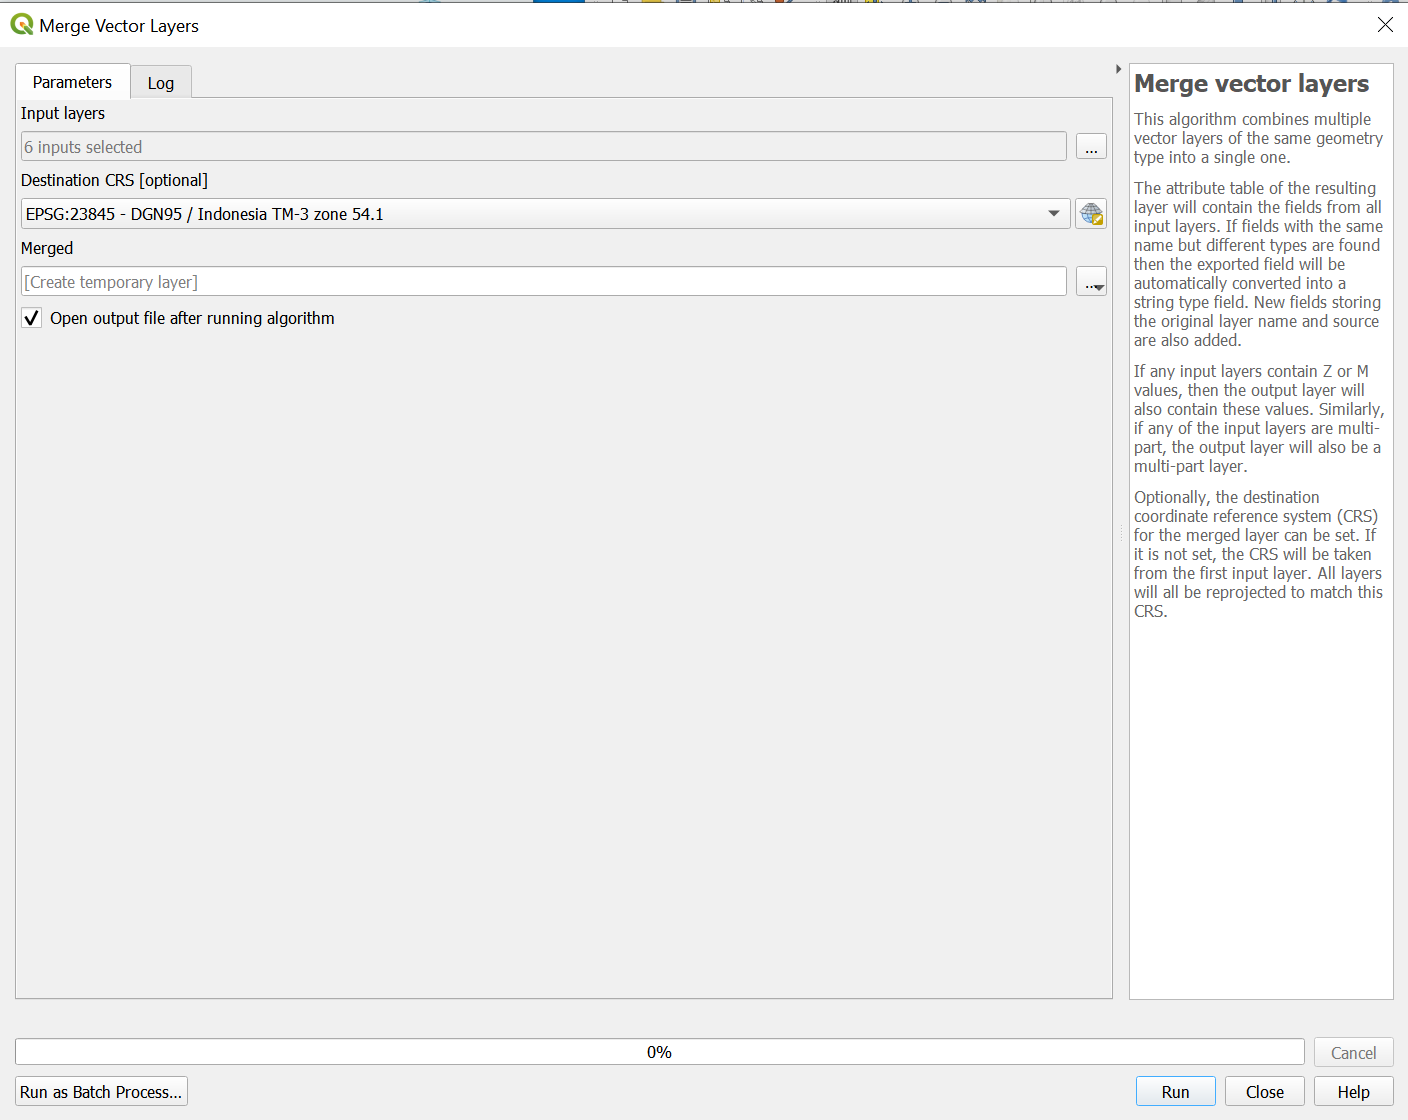 Merge Vector Layers
Parameters
Log
Input layers
6 inputs selected
...
Destination CRS [optional]
EPSG:23845 - DGN95 / Indonesia TM-3 zone 54.1
Merged
[Create temporary layer]
...
Open output file after running algorithm
Merge vector layers
This algorithm combines multiple
vector layers of the same geometry
type into a single one.
The attribute table of the resulting
layer will contain the fields from all
input layers. If fields with the same
name but different types are found
then the exported field will be
automatically converted into a
string type field. New fields storing
the original layer name and source
are also added.
If any input layers contain Z or M
values, then the output layer will
also contain these values. Similarly,
if any of the input layers are multi-
part, the output layer will also be a
multi-part layer.
Optionally, the destination
coordinate reference system (CRS)
for the merged layer can be set. If
it is not set, the CRS will be taken
from the first input layer. All layers
will all be reprojected to match this
CRS.
0%
Cancel
Run as Batch Process...
Run
Close
Help